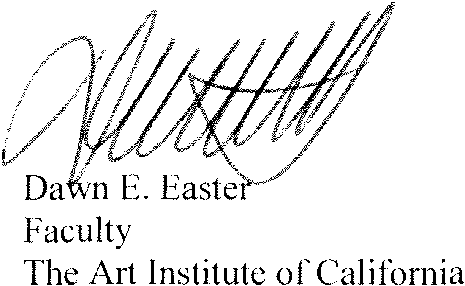 Dawn E. Easter
Faculty
The Art Institute of California